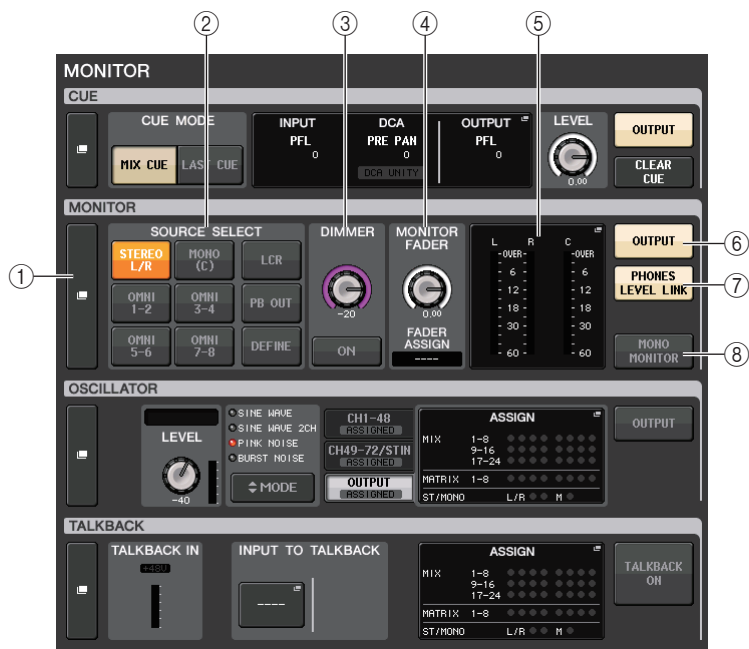 ② ③ ④ ⑤
MONITOR
CUE
CUE MODE
MIX CUE
LAST CUE
INPUT
PFL
0
DCA
PRE PAN
0
DCA UNITY
OUTPUT
PFL
0
LEVEL
0.00
OUTPUT
CLEAR
CUE
MONITOR
①
SOURCE SELECT
STEREO
L/R
MONO
(C)
LCR
OMNI
1-2
OMNI
3-4
PB OUT
OMNI
5-6
OMNI
7-8
DEFINE
DIMMER
-20
ON
MONITOR
FADER
0.00
FADER
ASSIGN
----
L R C
-OVER- -OVER
- 6 - - 6
- 12 - - 12
- 18 - - 18
- 30 - - 30
- 60 - - 60
OUTPUT
⑥
PHONES
LEVEL LINK
⑦
MONO
MONITOR
⑧
OSCILLATOR
LEVEL
-40
SINE WAVE
SINE WAVE 2CH
PINK NOISE
BURST NOISE
MODE
CH1-48
ASSIGNED
CH49-72/STIN
ASSIGNED
OUTPUT
ASSIGNED
ASSIGN
MIX 1-8
9-16
17-24
MATRIX 1-8
ST/MONO L/R M
OUTPUT
TALKBACK
TALKBACK IN
+48V
INPUT TO TALKBACK
----
ASSIGN
MIX 1-8
9-16
17-24
MATRIX 1-8
ST/MONO L/R M
TALKBACK
ON